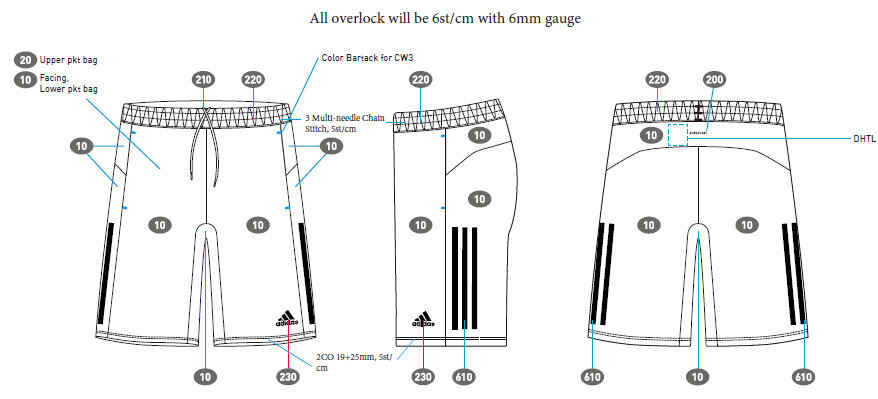 All overlock will be 6st/cm with 6mm gauge
20 Upper pkt bag
10 Facing,
Lower pkt bag
210
220
Color Bartack for CW3
220
220
200
3 Multi-needle Chain
Stitch, 5st/cm
10
10
10
10
DHTL
10
10
10
10
10
10
adidas
adidas
2CO 19+25mm, 5st/
cm
10
230
230
610
610
10
610